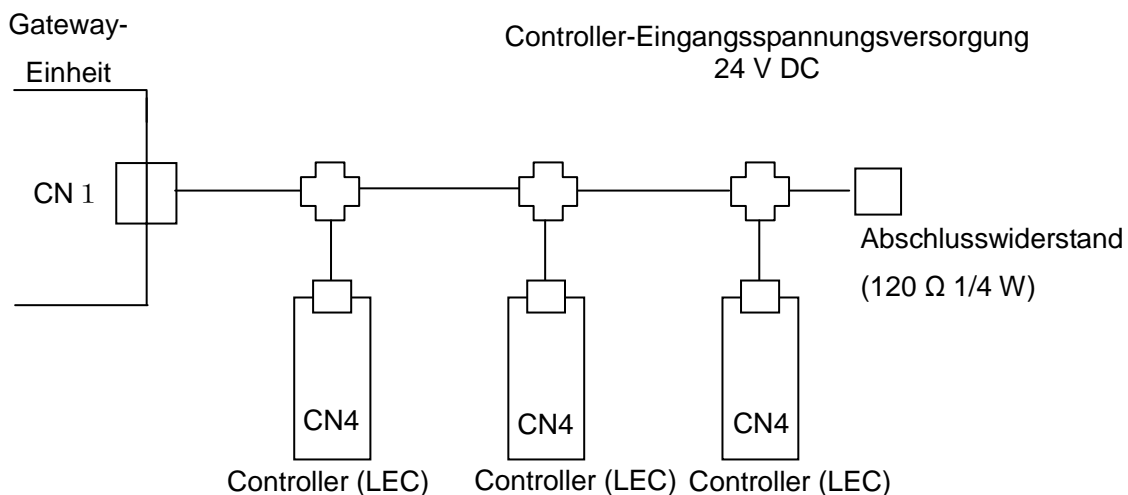 Gateway-
Einheit
Controller-Eingangsspannungsversorgung
24 V DC
CN 1
Abschlusswiderstand
(120 Ω 1/4 W)
CN4
CN4
CN4
Controller (LEC)
Controller (LEC)
Controller (LEC)